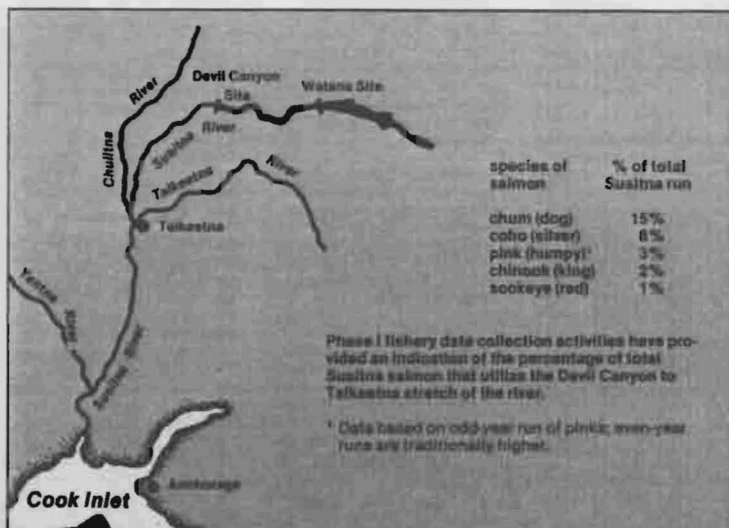 Chulitna River
Devil Canyon
Site
Watana Site
Susitna River
Talkeetna River
Talkeetna
Yentna River
Susitna River
Cook Inlet
Anchorage
species of salmon
% of total Susitna run
chum (dog) 15%
coho (silver) 8%
pink (humpy)* 3%
chinook (king) 2%
sockeye (red) 1%
Phase I fishery data collection activities have pro-
vided an indication of the percentage of total
Susitna salmon that utilize the Devil Canyon to
Talkeetna stretch of the river.
* Data based on odd-year run of pinks; even-year
runs are traditionally higher.